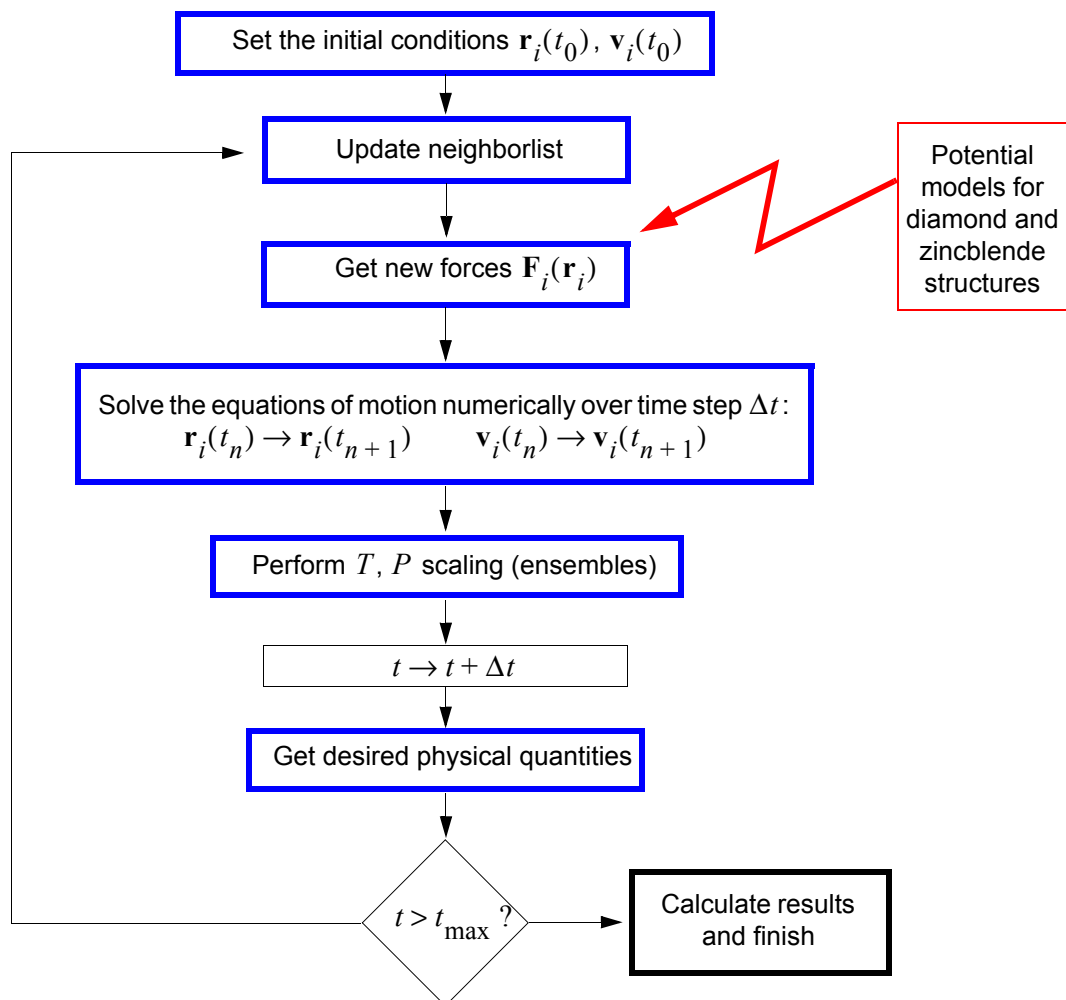 Set the initial conditions r_i(t_0), v_i(t_0)
Update neighborlist
Potential
models for
diamond and
zincblende
structures
Get new forces F_i(r_i)
Solve the equations of motion numerically over time step Δt:
r_i(t_n) → r_i(t_{n + 1}) v_i(t_n) → v_i(t_{n + 1})
Perform T, P scaling (ensembles)
t → t + Δt
Get desired physical quantities
t > t_max ?
Calculate results
and finish